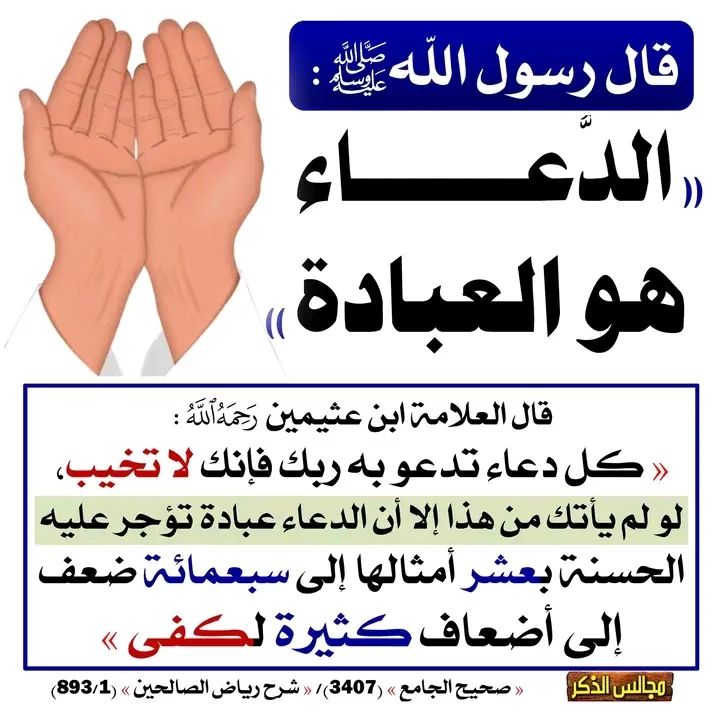 قال رسول الله ﷺ :
« الدُّعـــــاء
هو العبادة »
قال العلامة ابن عثيمين رَحِمَهُ ٱللَّهُ :
« كل دعاء تدعو به ربك فإنك لا تخيب،
لو لم يأتك من هذا إلا أن الدعاء عبادة تؤجر عليه
الحسنة بعشر أمثالها إلى سبعمائة ضعف
إلى أضعاف كثيرة لكفى »
مجالس الذكر
« صحيح الجامع » (3407)/ « شرح رياض الصالحين » (893/1)